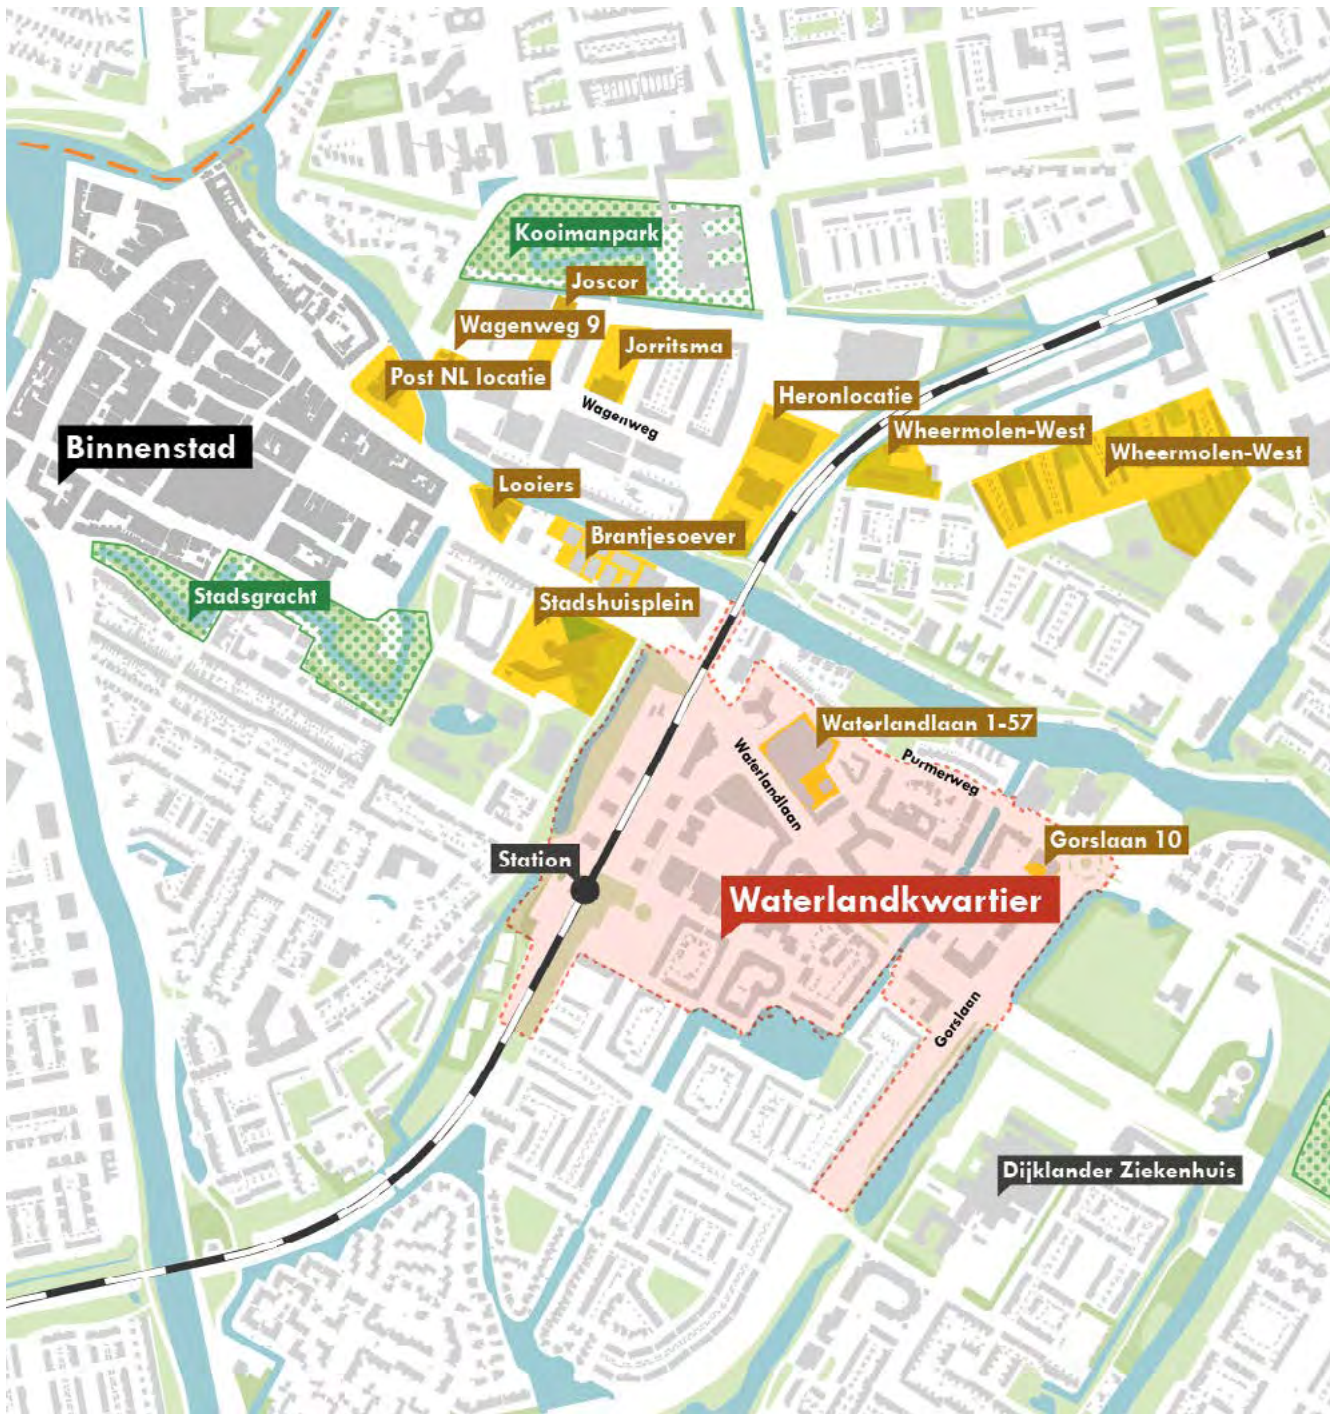 Kooimanpark
Joscor
Wagenweg 9
Jorritsma
Post NL locatie
Heronlocatie
Wagenweg
Wheermolen-West
Binnenstad
Wheermolen-West
Looiers
Brantjesoever
Stadsgracht
Stadshuisplein
Waterlandlaan 1-57
Purmerweg
Waterlandlaan
Gorslaan 10
Station
Waterlandkwartier
Gorslaan
Dijklander Ziekenhuis